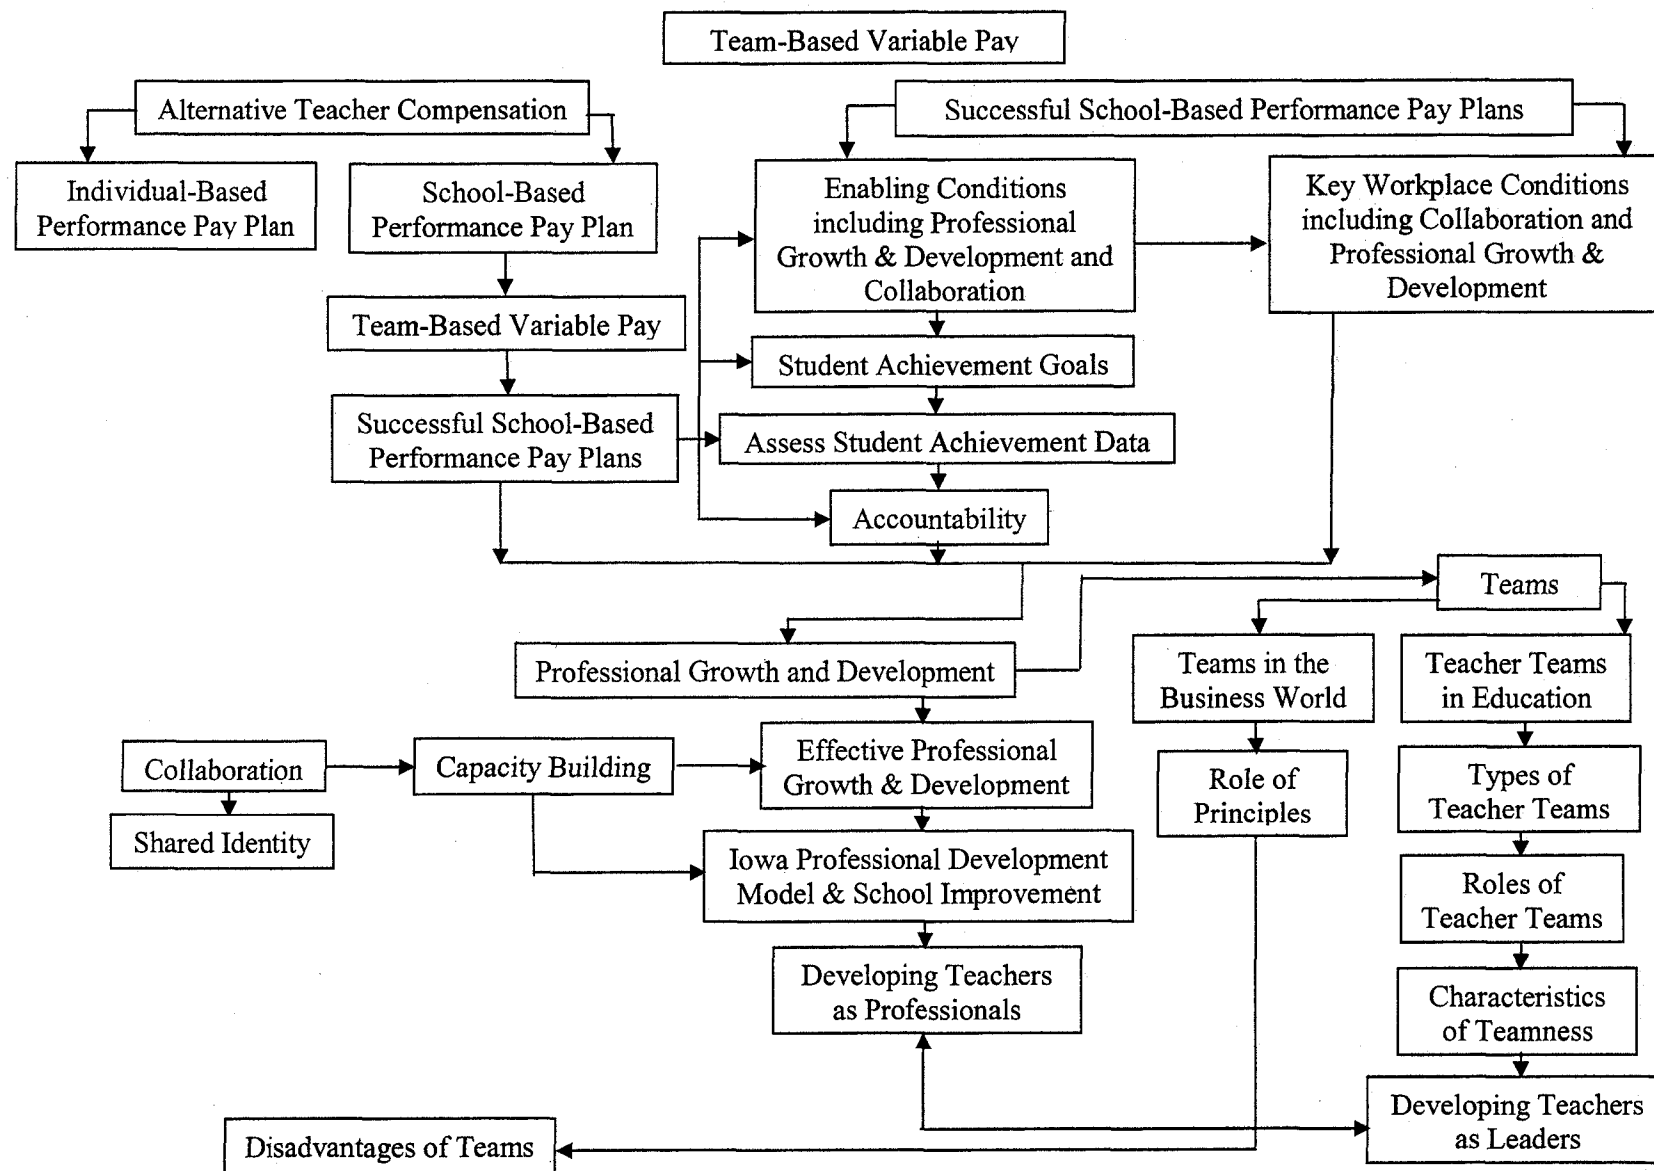 Team-Based Variable Pay
Alternative Teacher Compensation
Successful School-Based Performance Pay Plans
Individual-Based
Performance Pay Plan
School-Based
Performance Pay Plan
Enabling Conditions
including Professional
Growth & Development and
Collaboration
Key Workplace Conditions
including Collaboration and
Professional Growth &
Development
Team-Based Variable Pay
Student Achievement Goals
Successful School-Based
Performance Pay Plans
Assess Student Achievement Data
Accountability
Teams
Professional Growth and Development
Teams in the
Business World
Teacher Teams
in Education
Collaboration
Capacity Building
Effective Professional
Growth & Development
Role of
Principles
Types of
Teacher Teams
Shared Identity
Iowa Professional Development
Model & School Improvement
Roles of
Teacher Teams
Developing Teachers
as Professionals
Characteristics
of Teamness
Developing Teachers
as Leaders
Disadvantages of Teams